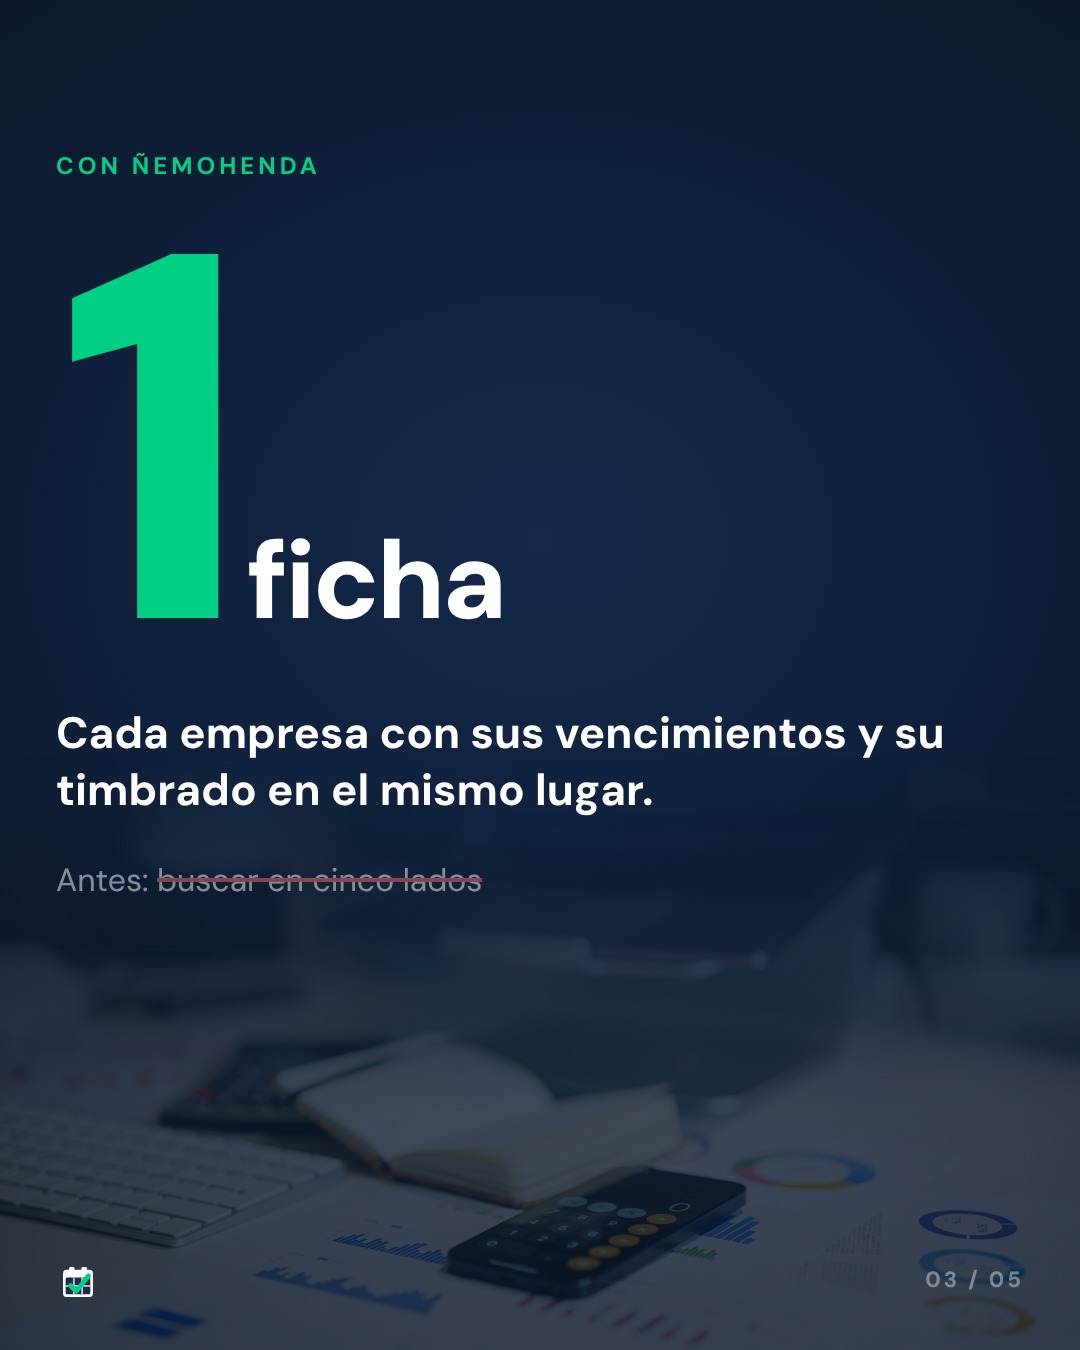 CON ÑEMOHENDA
1 ficha
Cada empresa con sus vencimientos y su
timbrado en el mismo lugar.
Antes: buscar en cinco lados
03 / 05